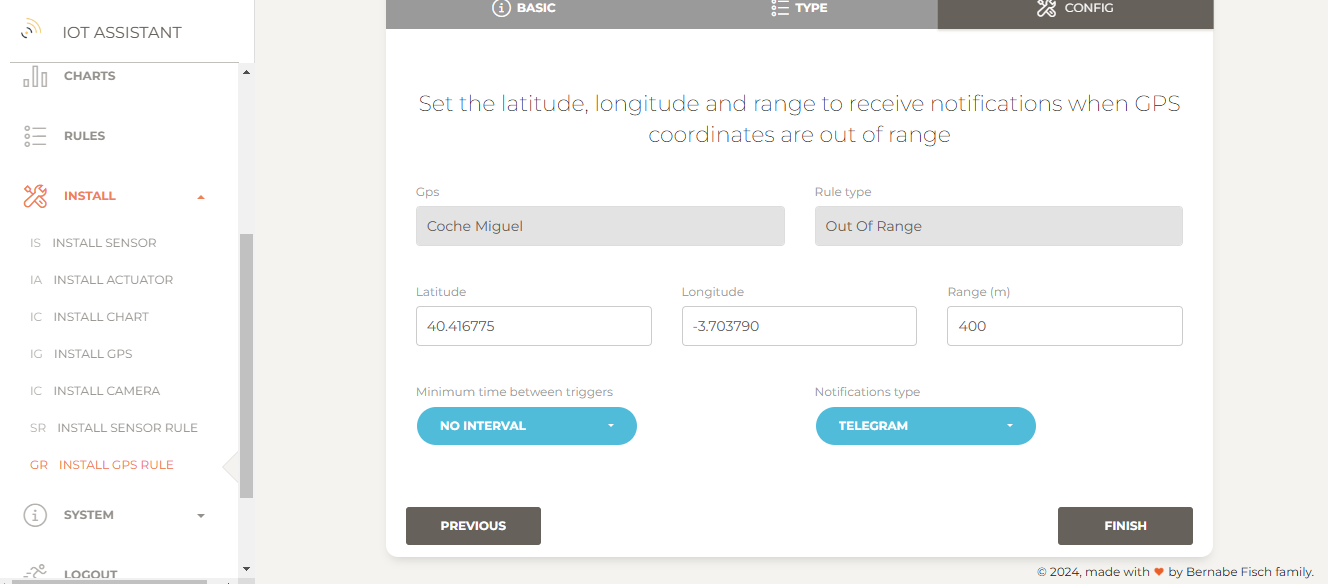 IOT ASSISTANT
CHARTS
RULES
INSTALL
IS INSTALL SENSOR
IA INSTALL ACTUATOR
IC INSTALL CHART
IG INSTALL GPS
IC INSTALL CAMERA
SR INSTALL SENSOR RULE
GR INSTALL GPS RULE
SYSTEM
LOGOUT
BASIC
TYPE
CONFIG
Set the latitude, longitude and range to receive notifications when GPS
coordinates are out of range
Gps
Rule type
Coche Miguel
Out Of Range
Latitude
Longitude
Range (m)
40.416775
-3.703790
400
Minimum time between triggers
Notifications type
NO INTERVAL
TELEGRAM
PREVIOUS
FINISH
© 2024, made with ♥ by Bernabe Fisch family.